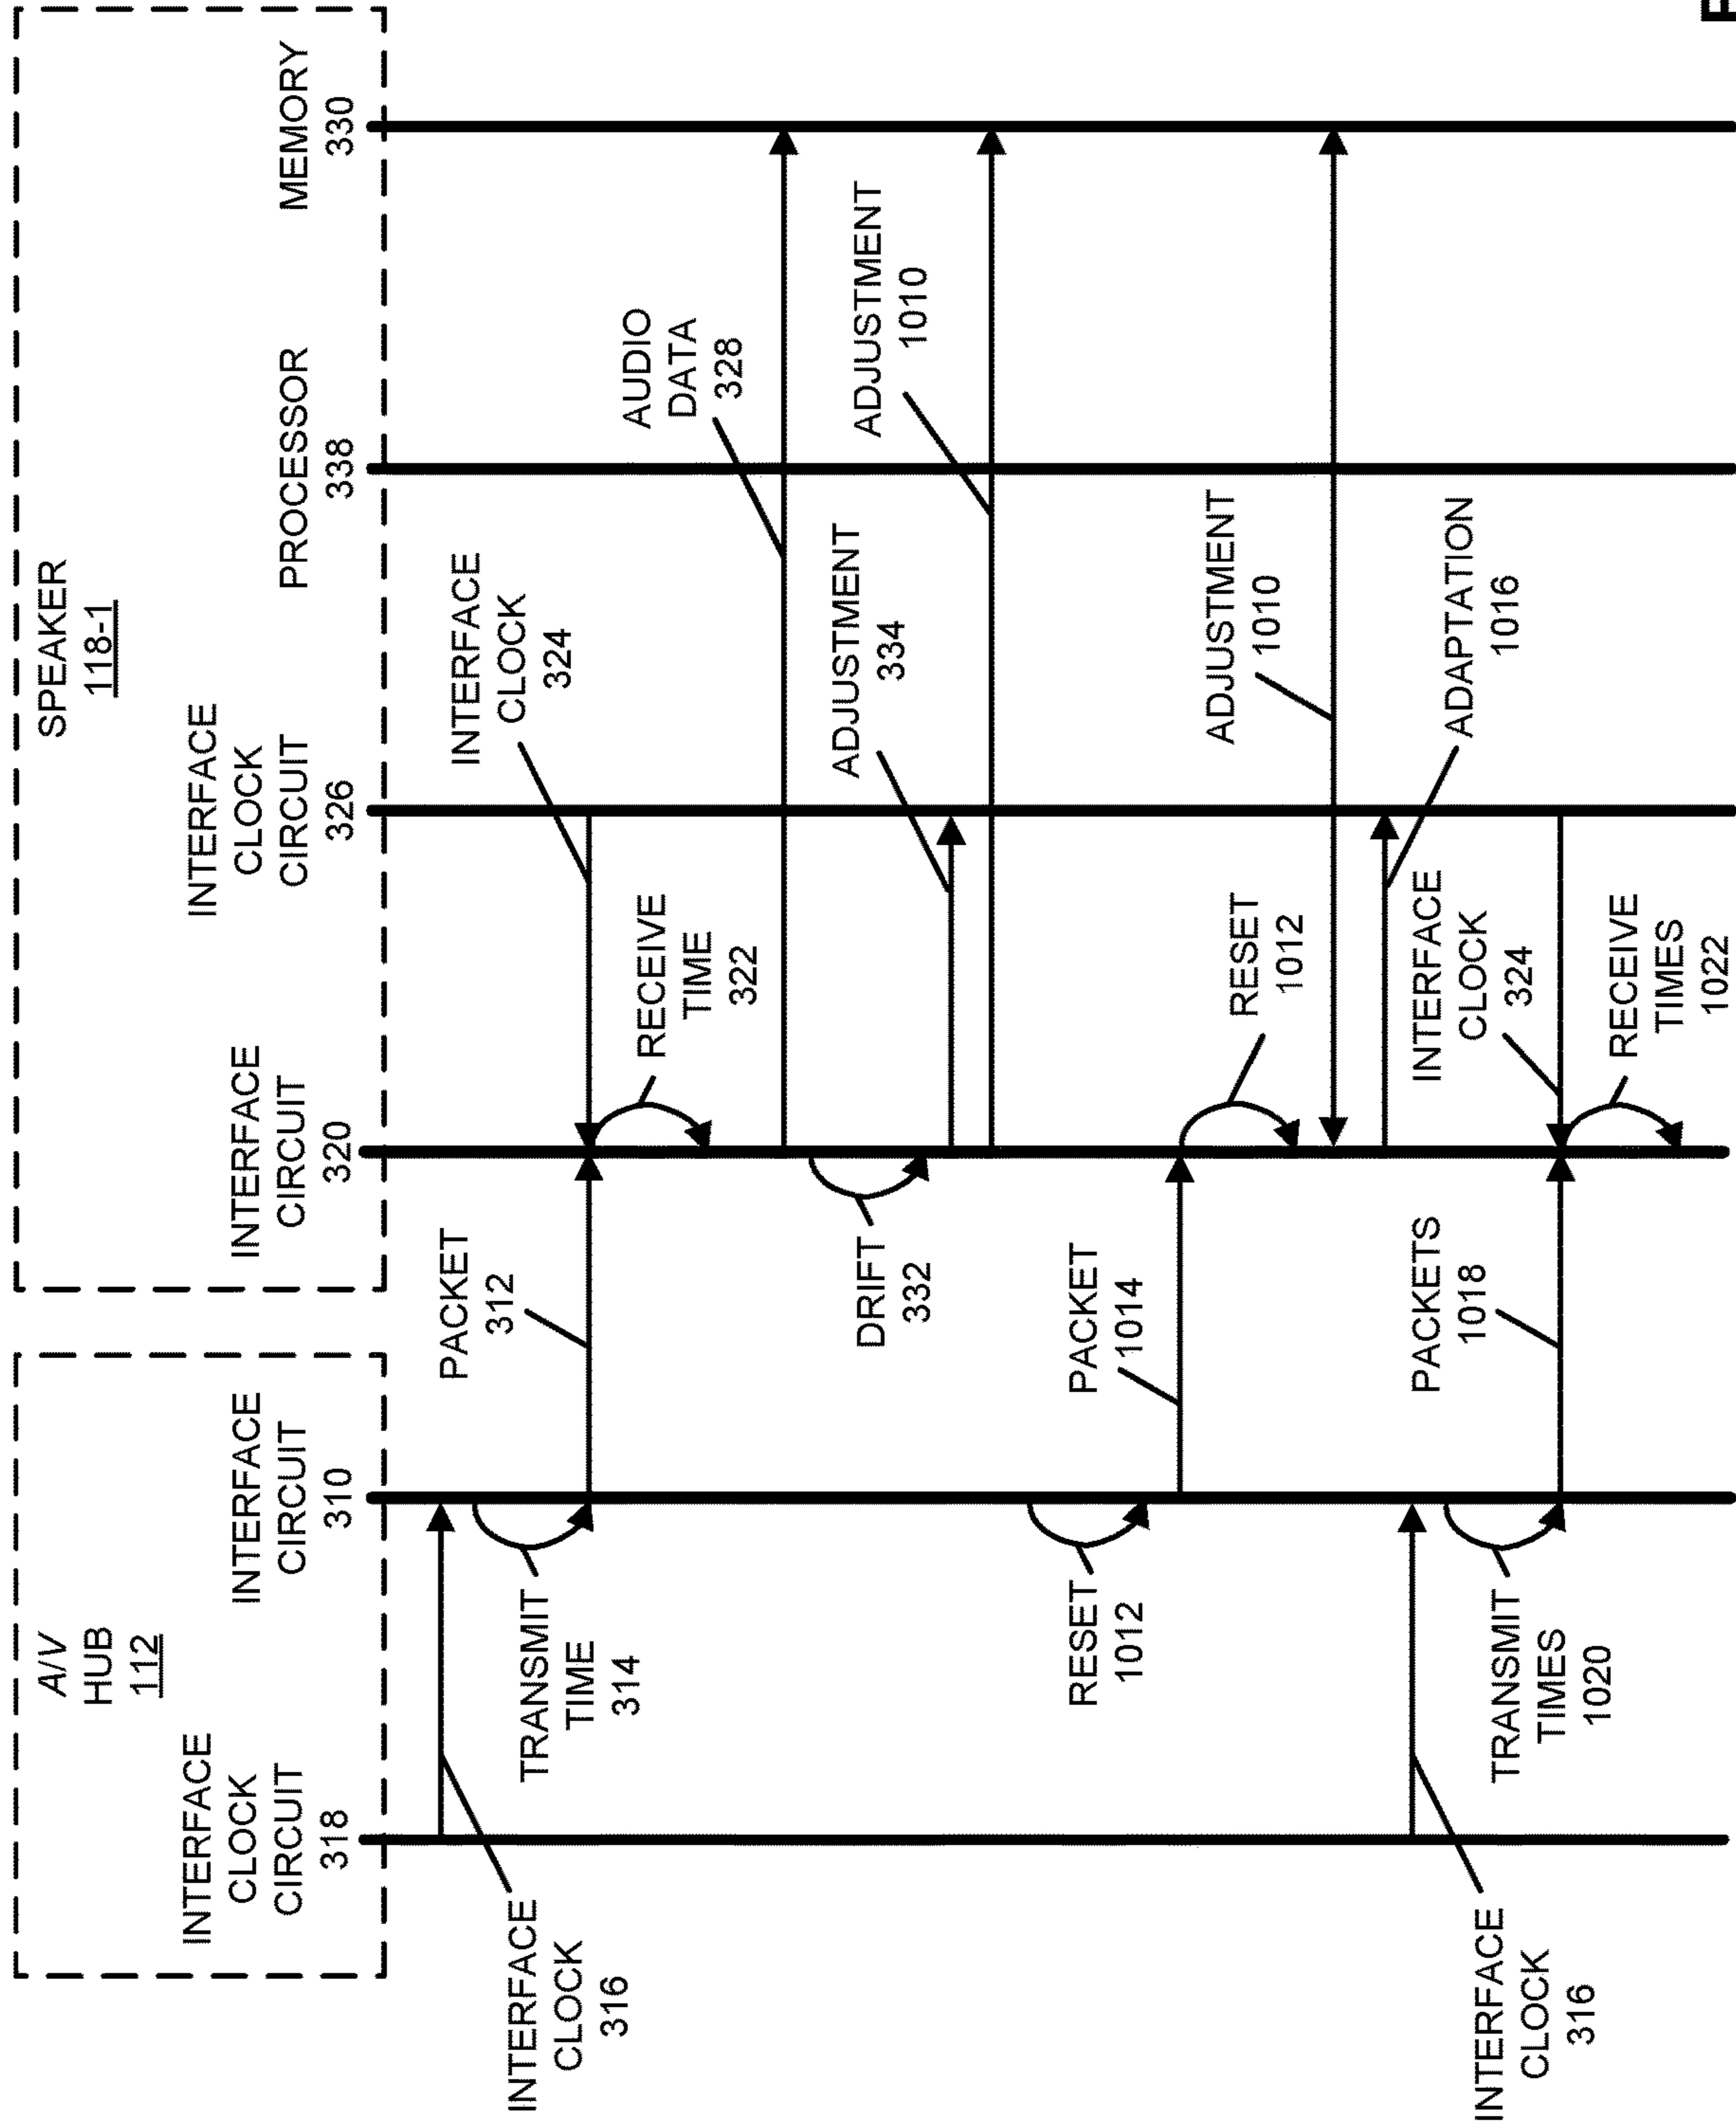 A/V
HUB
112
SPEAKER
118-1
INTERFACE
CLOCK
CIRCUIT
318
INTERFACE
CIRCUIT
310
INTERFACE
CIRCUIT
320
INTERFACE
CLOCK
CIRCUIT
326
PROCESSOR
338
MEMORY
330
INTERFACE
CLOCK
316
TRANSMIT
TIME
314
PACKET
312
INTERFACE
CLOCK
324
RECEIVE
TIME
322
AUDIO
DATA
328
DRIFT
332
ADJUSTMENT
334
ADJUSTMENT
1010
RESET
1012
PACKET
1014
RESET
1012
ADJUSTMENT
1010
ADAPTATION
1016
INTERFACE
CLOCK
316
TRANSMIT
TIMES
1020
PACKETS
1018
INTERFACE
CLOCK
324
RECEIVE
TIMES
1022